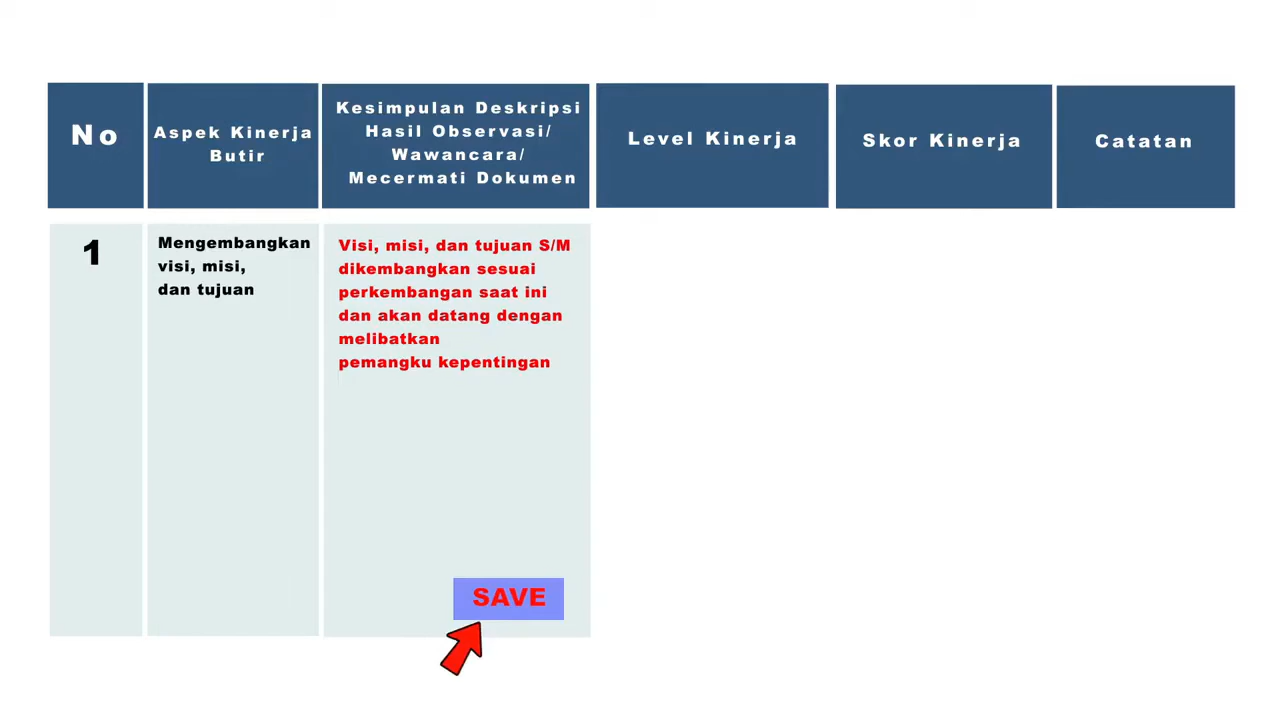 No
Aspek Kinerja
Butir
Kesimpulan Deskripsi
Hasil Observasi/
Wawancara/
Mecermati Dokumen
Level Kinerja
Skor Kinerja
Catatan
1
Mengembangkan
visi, misi,
dan tujuan
Visi, misi, dan tujuan S/M
dikembangkan sesuai
perkembangan saat ini
dan akan datang dengan
melibatkan
pemangku kepentingan
SAVE